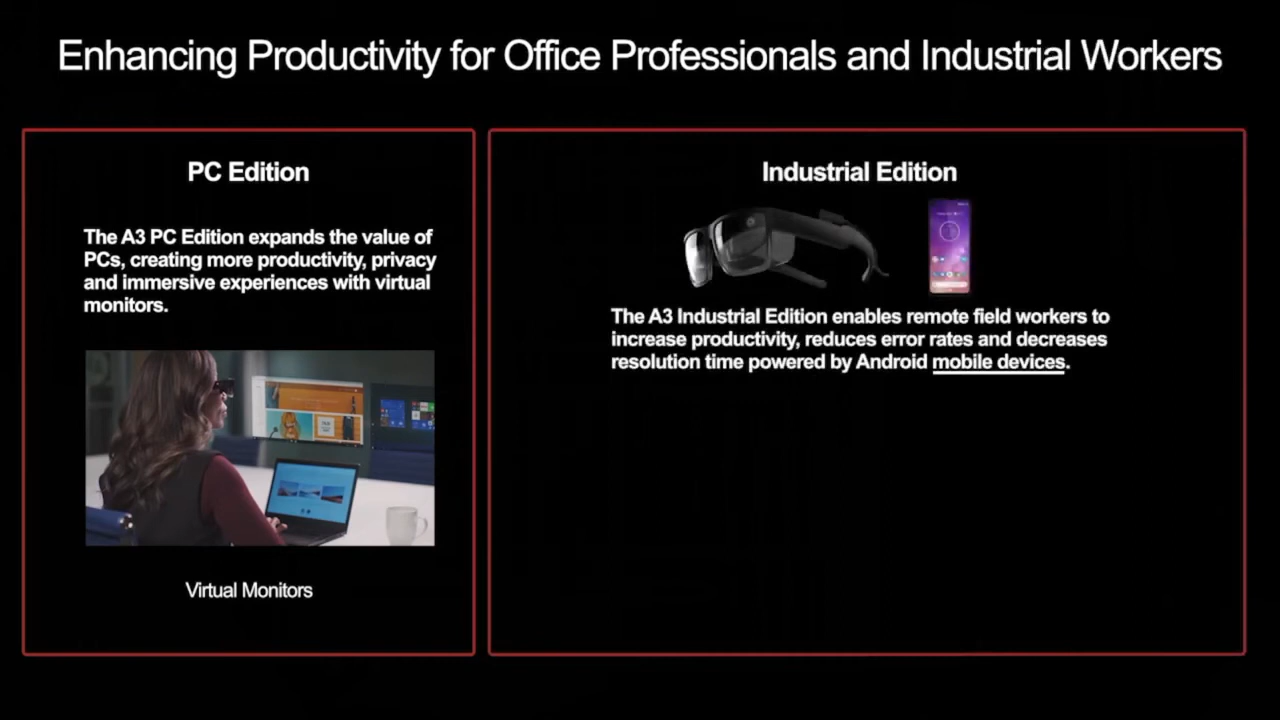 Enhancing Productivity for Office Professionals and Industrial Workers
PC Edition
The A3 PC Edition expands the value of
PCs, creating more productivity, privacy
and immersive experiences with virtual
monitors.
Virtual Monitors
Industrial Edition
The A3 Industrial Edition enables remote field workers to
increase productivity, reduces error rates and decreases
resolution time powered by Android mobile devices.